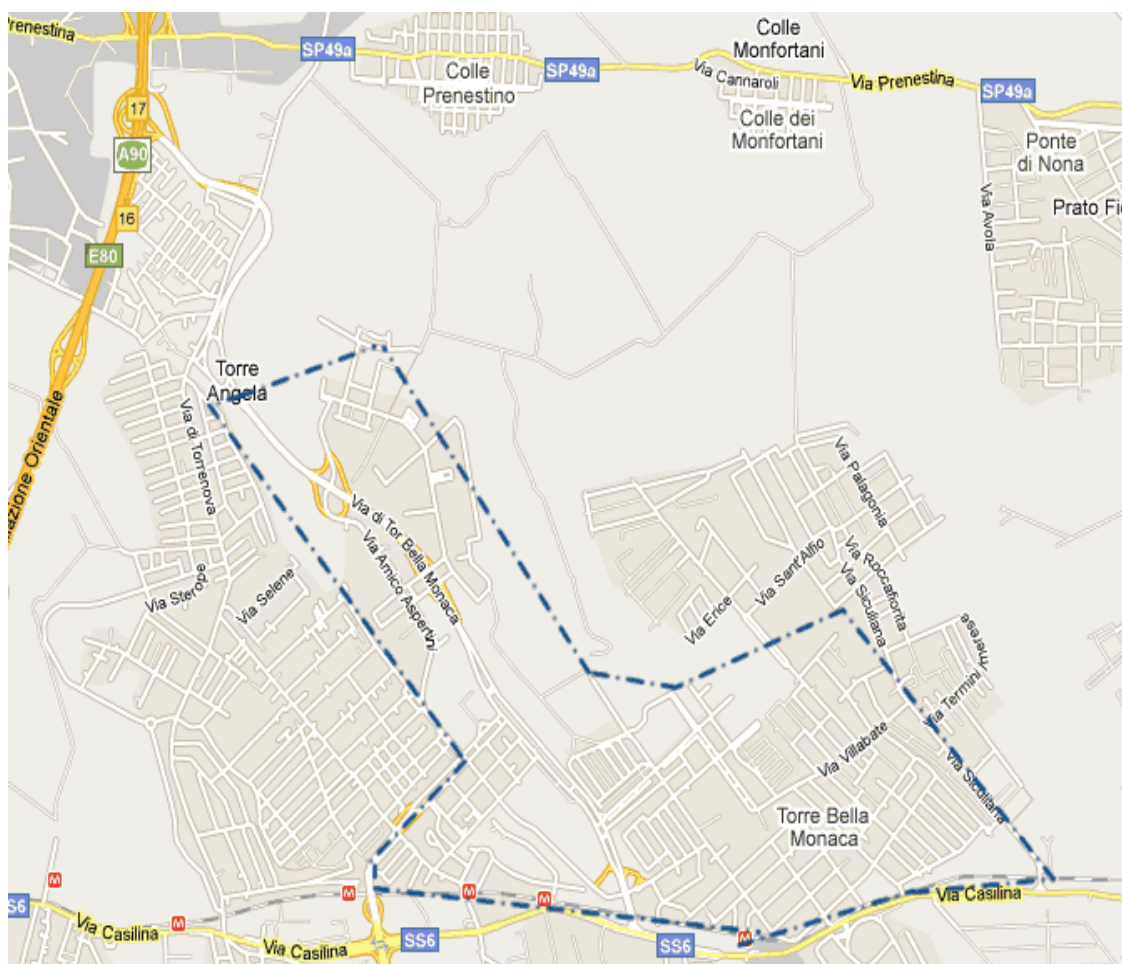 Prenestina
SP49a
Colle
Prenestino
SP49a
Colle
Monfortani
Via Cannaroli
Via Prenestina
SP49a
Colle dei
Monfortani
17
A90
16
E80
Ponte
di Nona
Prato Fio
Via Avola
Torre
Angela
Via di Torrenova
azione Orientale
Via di Tor Bella Monaca
Via Amico Aspertini
Via Sterope
Via Selene
Via Palagonia
Via Sant'Alfio
Via Roccafiorita
Via Siculiana
Via Erice
Via Termini Imerese
Via Villabate
Via Siculiana
Torre Bella
Monaca
M
M
M
M
M
M
S6
Via Casilina
Via Casilina
SS6
SS6
Via Casilina